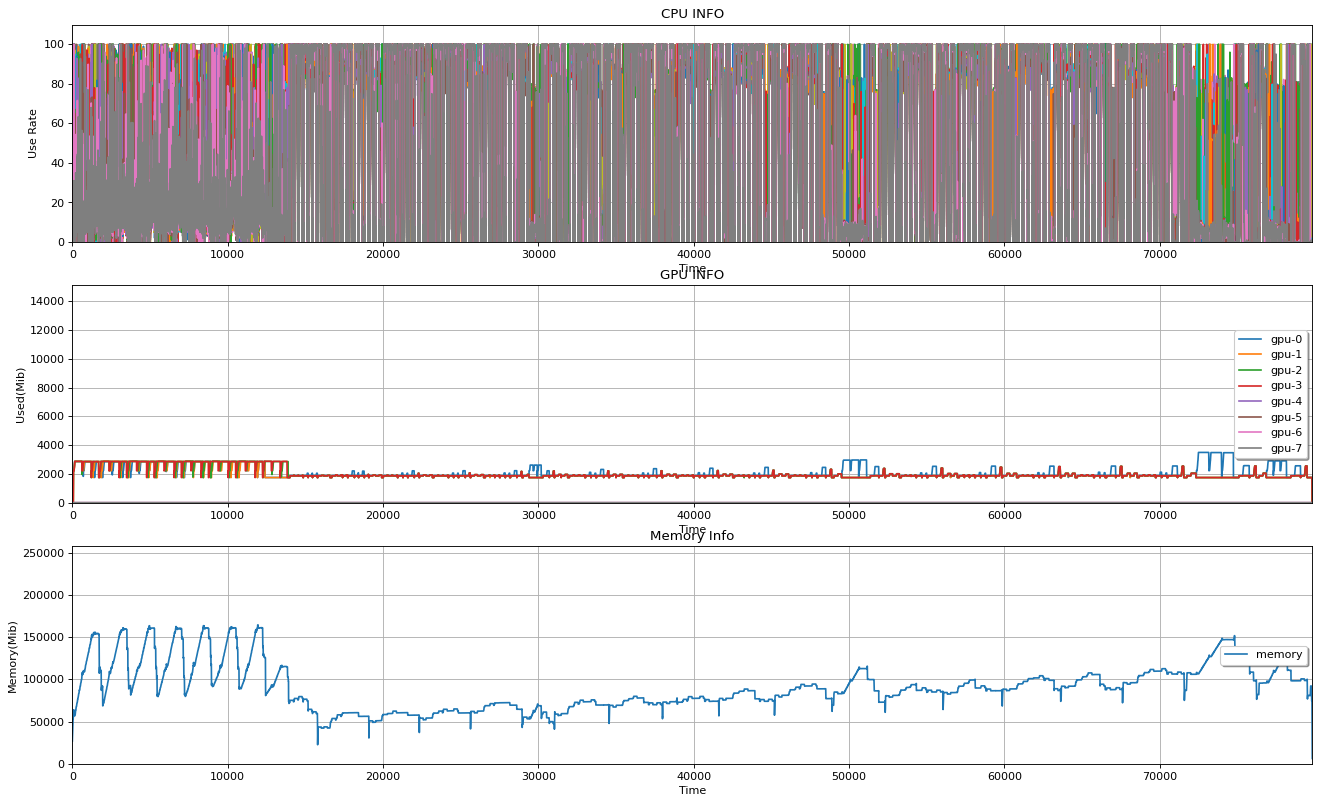 CPU INFO
100
80
60
40
20
0
Use Rate
0 10000 20000 30000 40000 50000 60000 70000
Time
GPU INFO
14000
12000
10000
8000
6000
4000
2000
0
Used(Mib)
gpu-0
gpu-1
gpu-2
gpu-3
gpu-4
gpu-5
gpu-6
gpu-7
0 10000 20000 30000 40000 50000 60000 70000
Time
Memory Info
250000
200000
150000
100000
50000
0
Memory(Mib)
memory
0 10000 20000 30000 40000 50000 60000 70000
Time